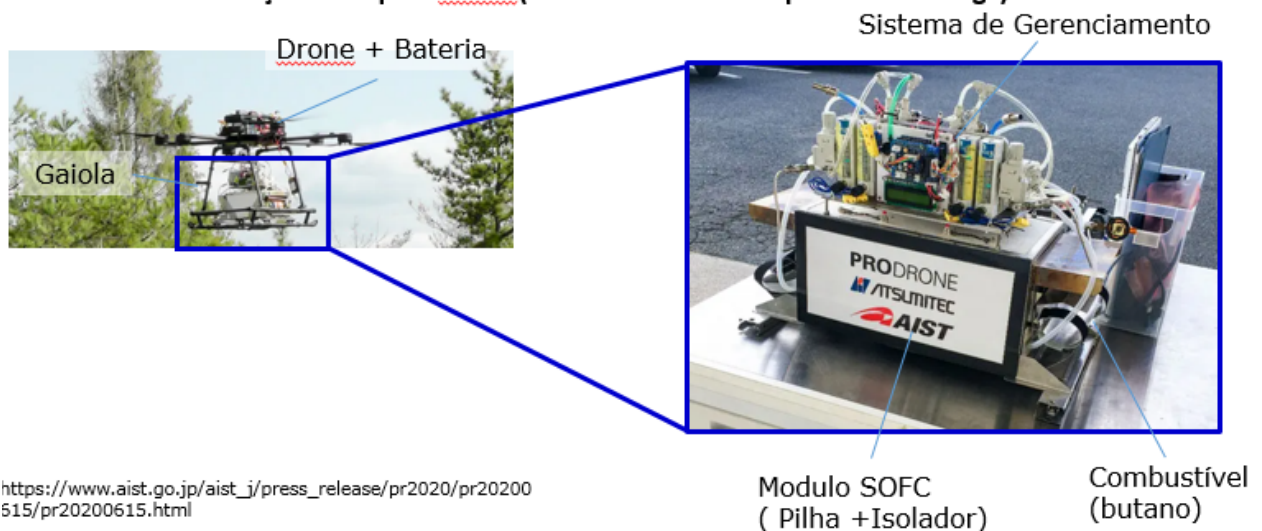 Sistema de Gerenciamento
Drone + Bateria
Gaiola
PRODRONE
ATSUMITEC
AIST
Modulo SOFC
( Pilha +Isolador)
Combustível
(butano)
https://www.aist.go.jp/aist_j/press_release/pr2020/pr20200
615/pr20200615.html